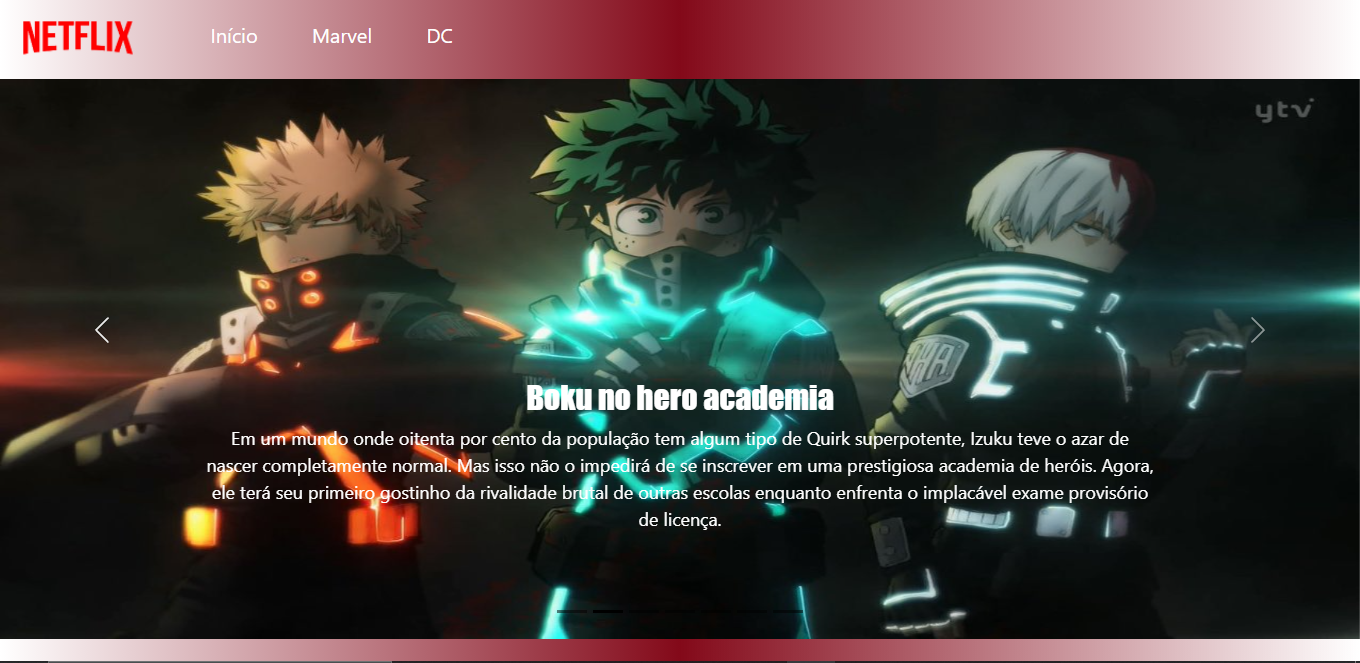 NETFLIX Início Marvel DC
ytv
Boku no hero academia
Em um mundo onde oitenta por cento da população tem algum tipo de Quirk superpotente, Izuku teve o azar de
nascer completamente normal. Mas isso não o impedirá de se inscrever em uma prestigiosa academia de heróis. Agora,
ele terá seu primeiro gostinho da rivalidade brutal de outras escolas enquanto enfrenta o implacável exame provisório
de licença.